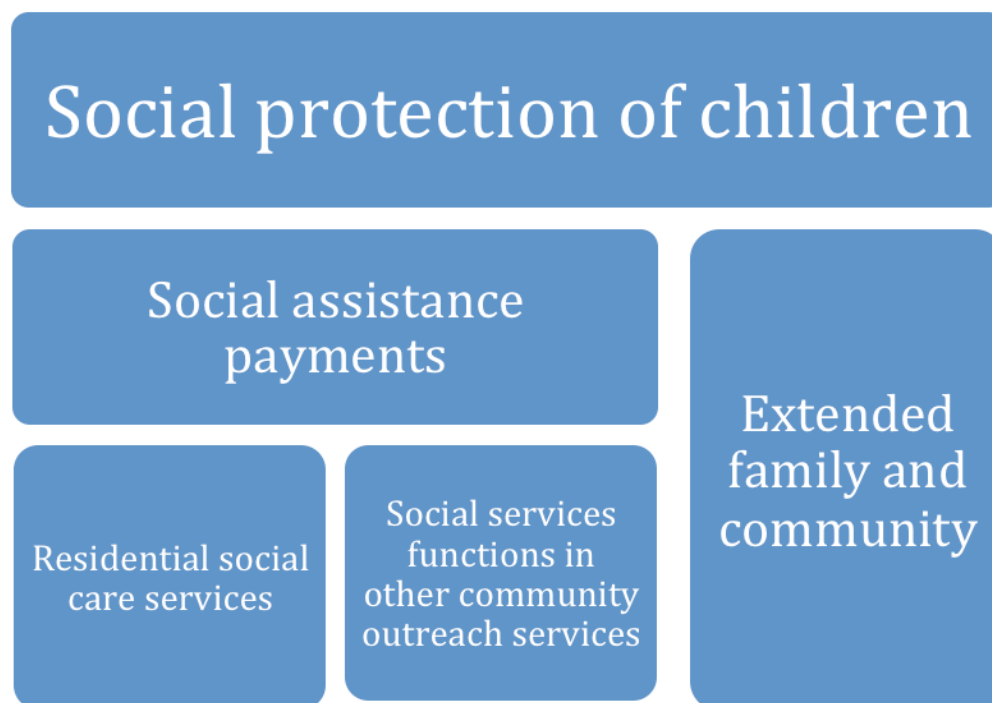 Social protection of children
Social assistance
payments
Extended
family and
community
Residential social
care services
Social services
functions in
other community
outreach services